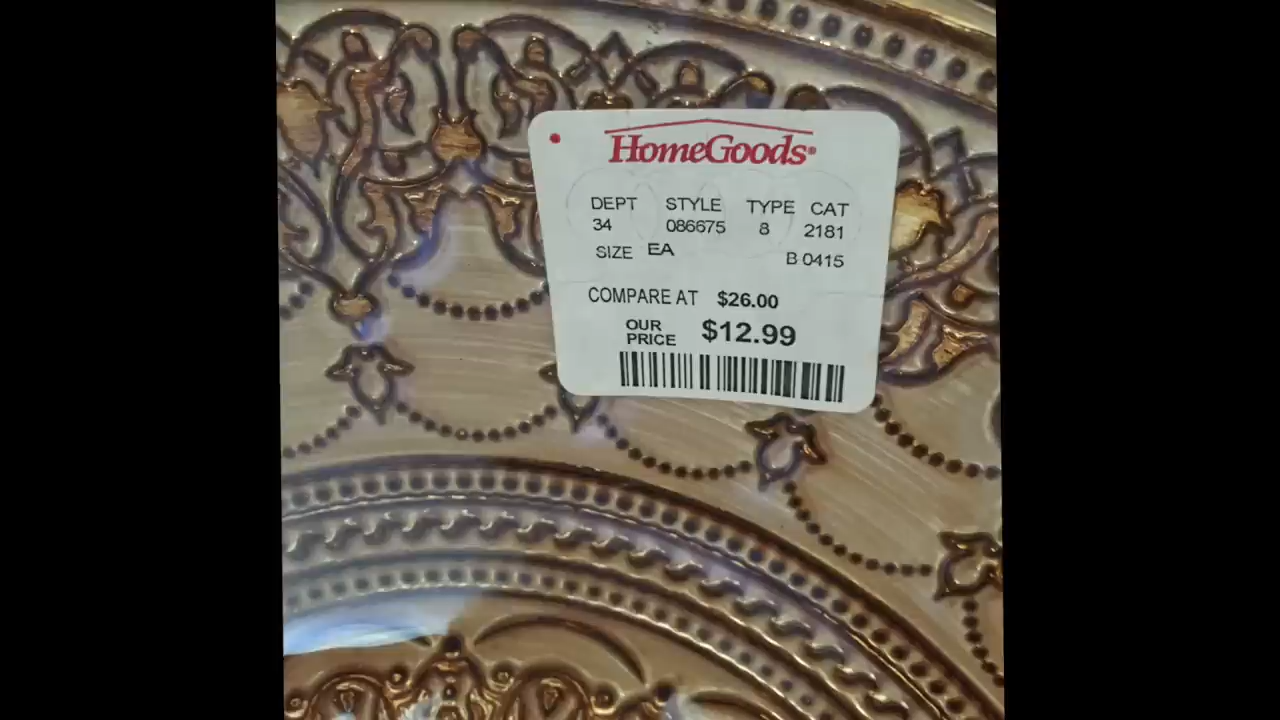 HomeGoods®
DEPT STYLE TYPE CAT
34 086675 8 2181
SIZE EA B 0415
COMPARE AT $26.00
OUR PRICE $12.99